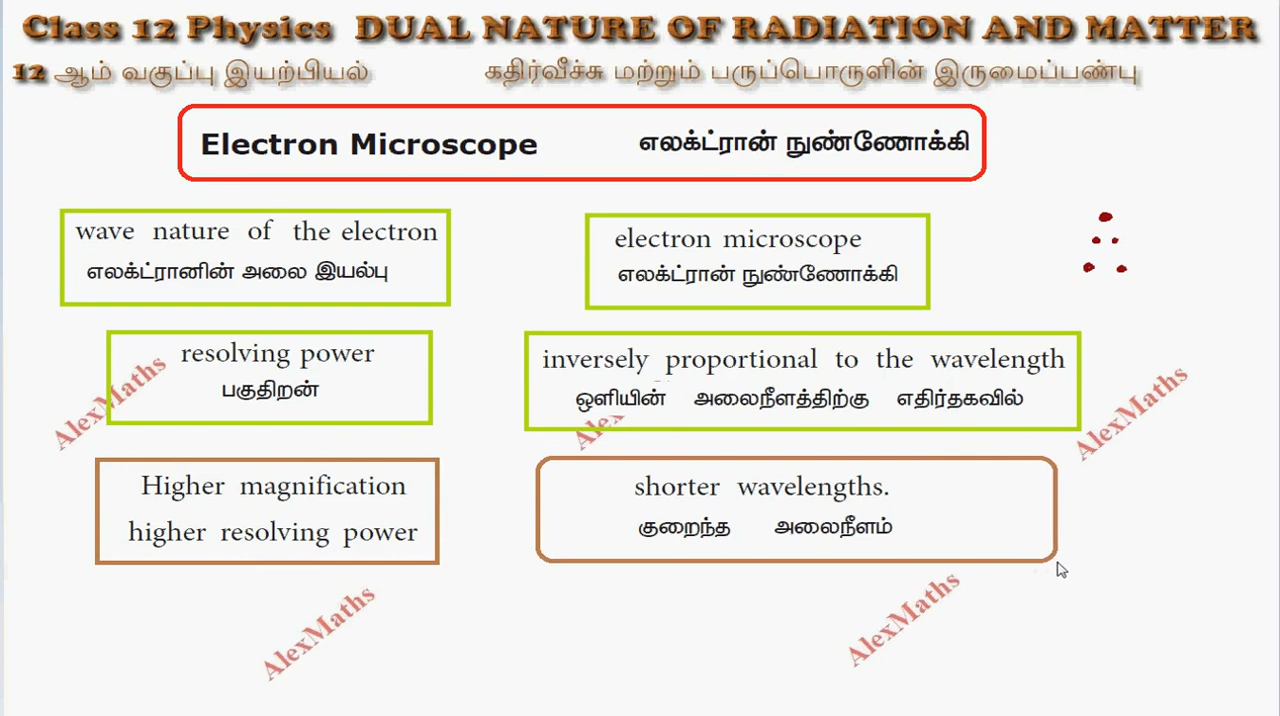 Class 12 Physics DUAL NATURE OF RADIATION AND MATTER
12 ஆம் வகுப்பு இயற்பியல் கதிர்வீச்சு மற்றும் பருப்பொருளின் இருமைப்பண்பு
Electron Microscope எலக்ட்ரான் நுண்ணோக்கி
wave nature of the electron
எலக்ட்ரானின் அலை இயல்பு
electron microscope
எலக்ட்ரான் நுண்ணோக்கி
resolving power
பகுதிறன்
inversely proportional to the wavelength
ஒளியின் அலைநீளத்திற்கு எதிர்தகவில்
AlexMaths
AlexMaths
AlexMaths
Higher magnification
higher resolving power
shorter wavelengths.
குறைந்த அலைநீளம்
AlexMaths
AlexMaths